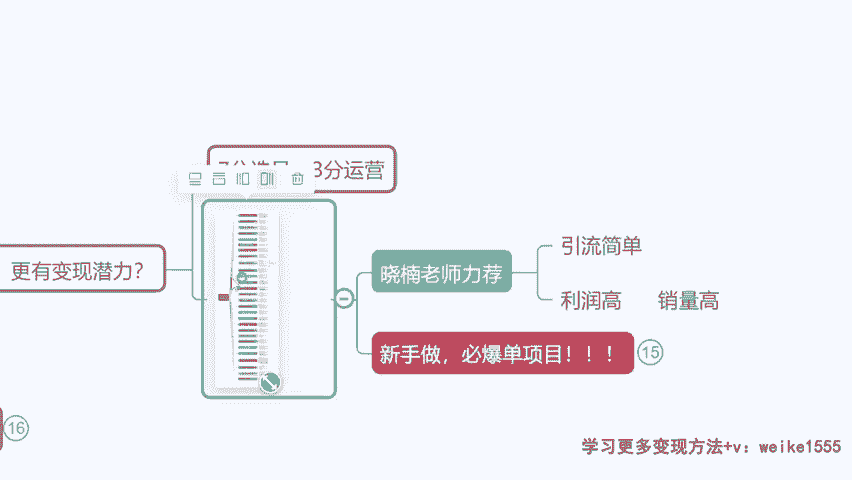 3分运营
更有变现潜力？
晓楠老师力荐
引流简单
利润高 销量高
新手做，必爆单项目！！！
15
16
学习更多变现方法+v：weike1555